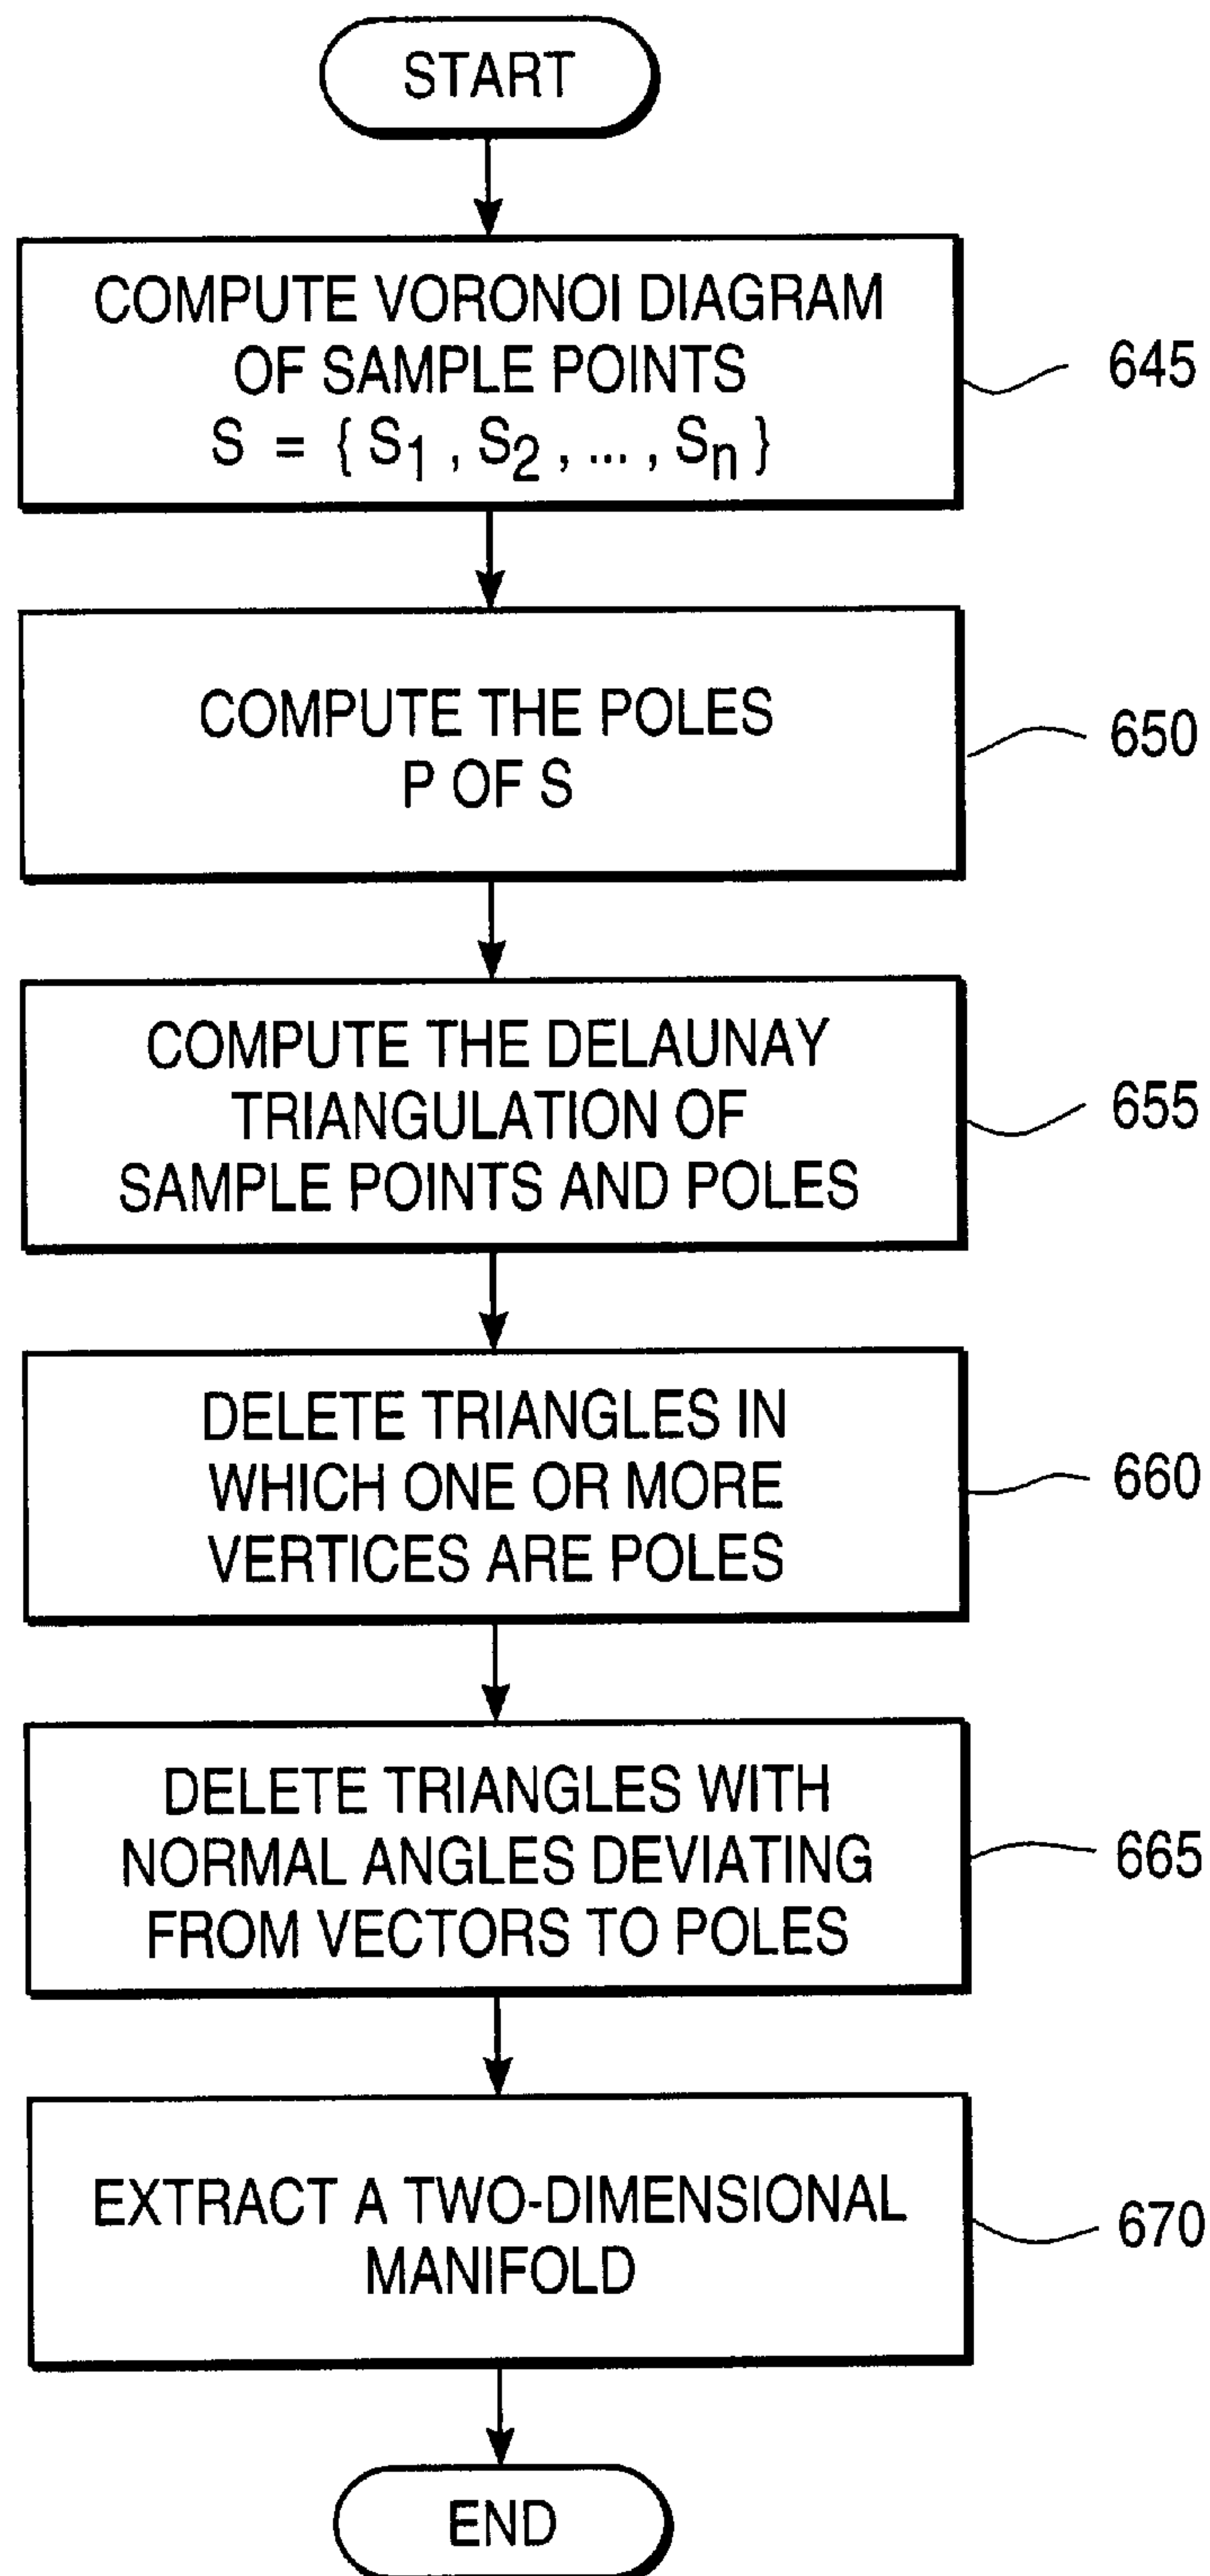 START
COMPUTE VORONOI DIAGRAM
OF SAMPLE POINTS
S = { S1 , S2 , ... , Sn }
645
COMPUTE THE POLES
P OF S
650
COMPUTE THE DELAUNAY
TRIANGULATION OF
SAMPLE POINTS AND POLES
655
DELETE TRIANGLES IN
WHICH ONE OR MORE
VERTICES ARE POLES
660
DELETE TRIANGLES WITH
NORMAL ANGLES DEVIATING
FROM VECTORS TO POLES
665
EXTRACT A TWO-DIMENSIONAL
MANIFOLD
670
END